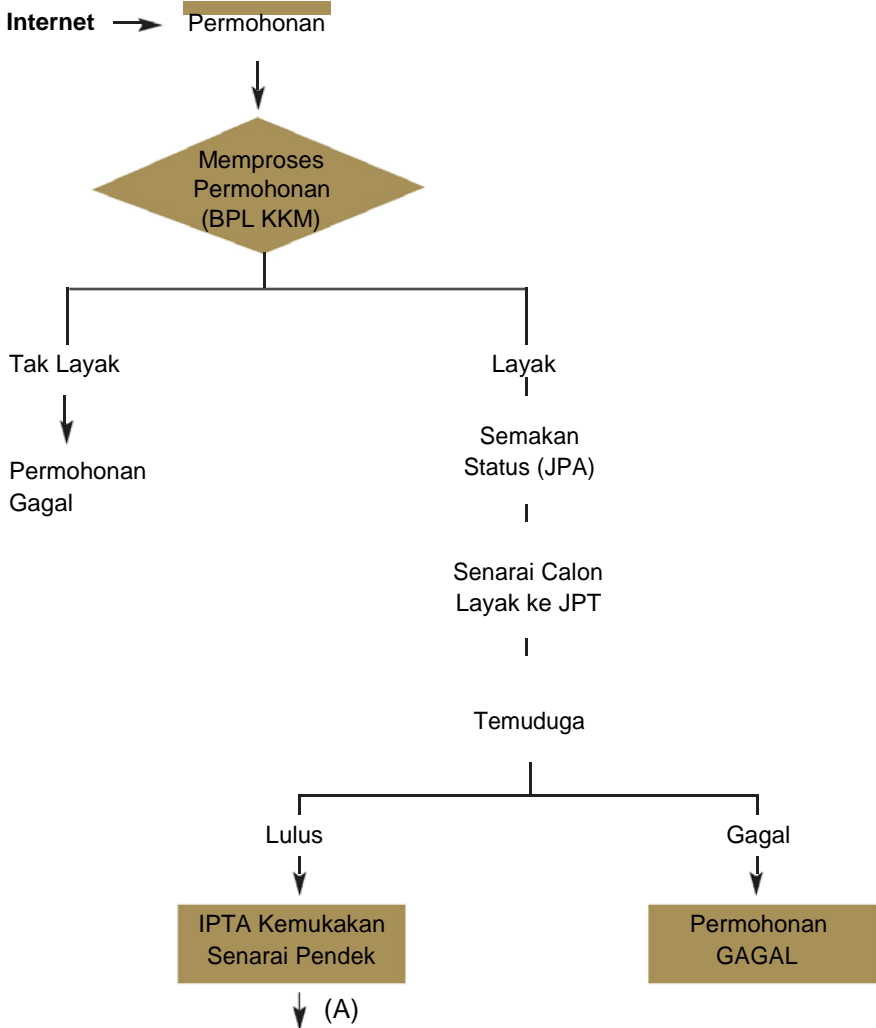 Internet
Permohonan
Memproses
Permohonan
(BPL KKM)
Tak Layak
Layak
Semakan
Status (JPA)
Permohonan
Gagal
Senarai Calon
Layak ke JPT
Temuduga
Lulus
Gagal
IPTA Kemukakan
Senarai Pendek
Permohonan
GAGAL
(A)